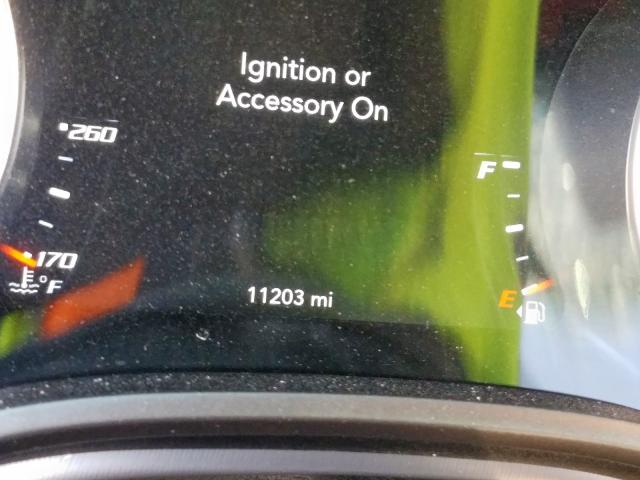 Ignition or
Accessory On
260
F
170
°F
11203 mi
E